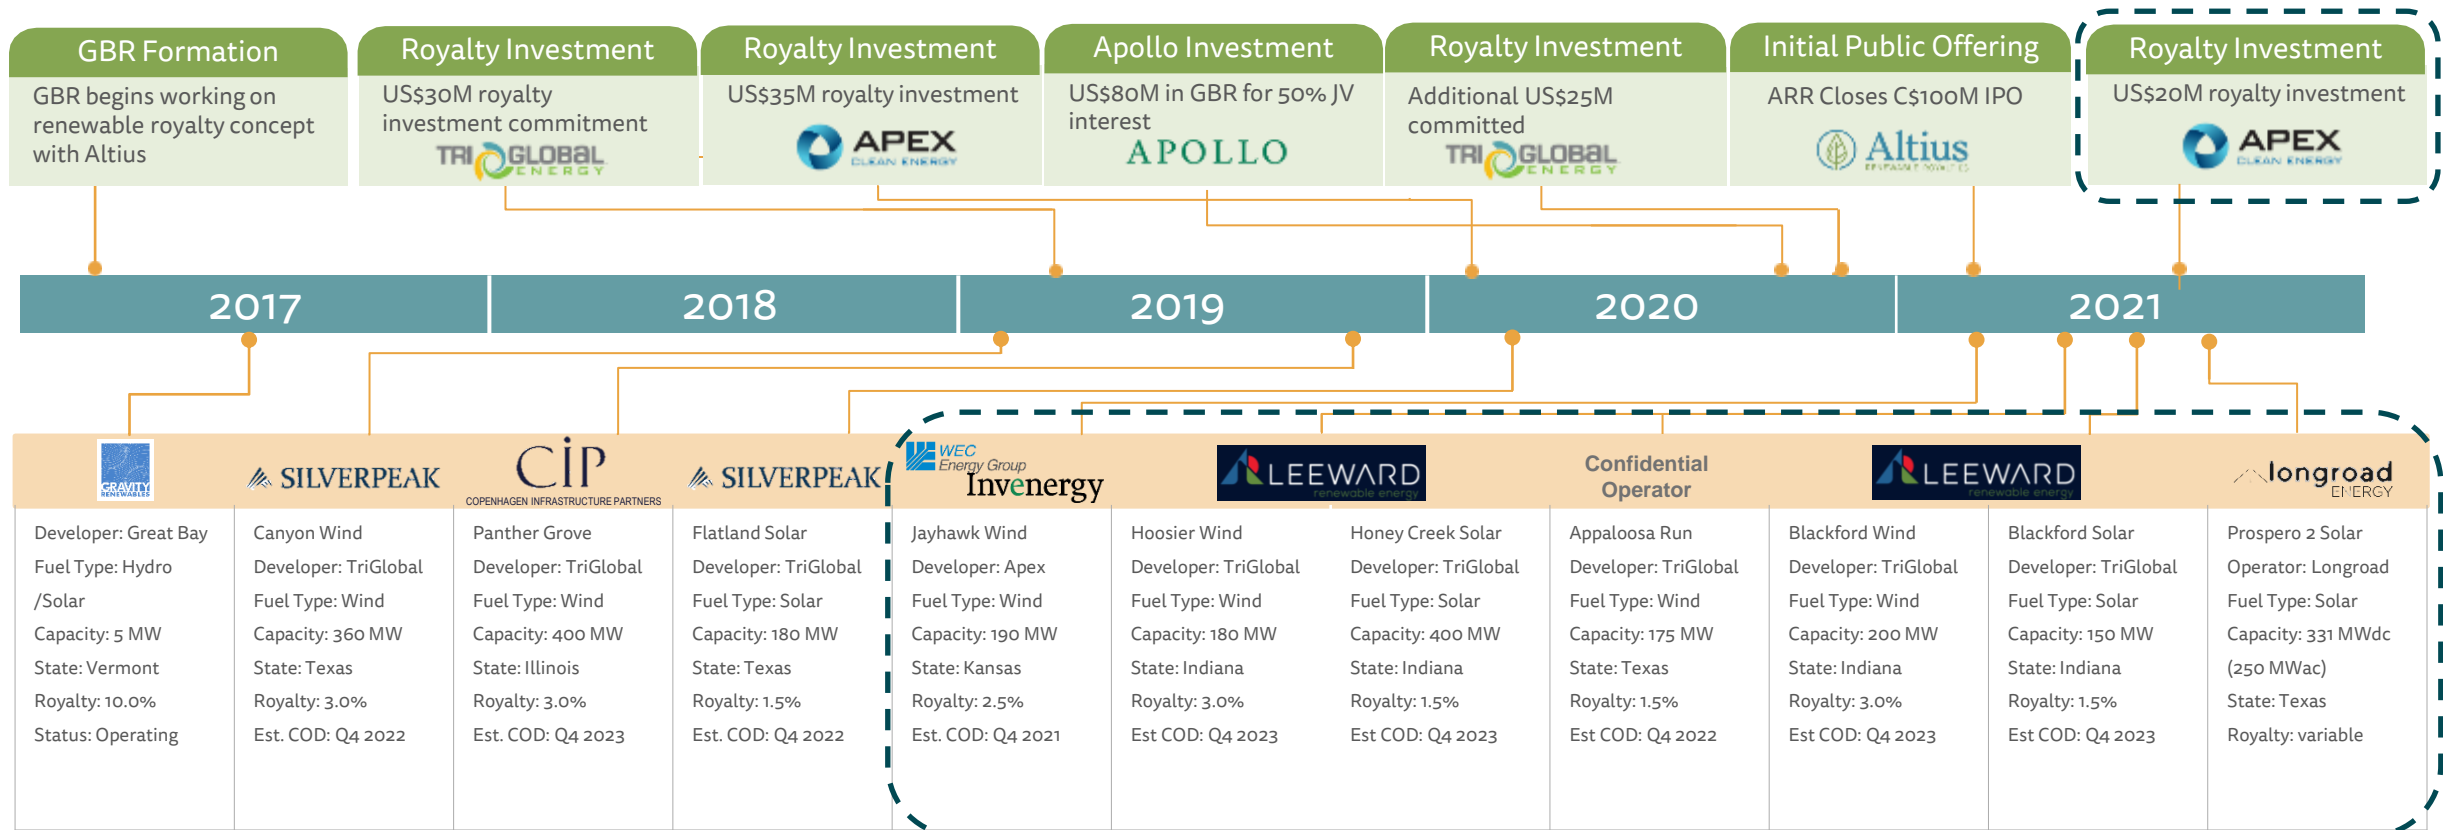 GBR Formation
GBR begins working on
renewable royalty concept
with Altius
Royalty Investment
US$30M royalty
investment commitment
TRI GLOBAL
ENERGY
Royalty Investment
US$35M royalty investment
APEX
CLEAN ENERGY
Apollo Investment
US$80M in GBR for 50% JV
interest
APOLLO
Royalty Investment
Additional US$25M
committed
TRI GLOBAL
ENERGY
Initial Public Offering
ARR Closes C$100M IPO
Altius
RENEWABLE ROYALTIES
Royalty Investment
US$20M royalty investment
APEX
CLEAN ENERGY
2017
2018
2019
2020
2021
GRAVITY
RENEWABLES
SILVERPEAK
CIP
COPENHAGEN INFRASTRUCTURE PARTNERS
SILVERPEAK
WEC
Energy Group
Invenergy
LEEWARD
renewable energy
Confidential
Operator
LEEWARD
renewable energy
longroad
ENERGY
Developer: Great Bay
Fuel Type: Hydro
/Solar
Capacity: 5 MW
State: Vermont
Royalty: 10.0%
Status: Operating
Canyon Wind
Developer: TriGlobal
Fuel Type: Wind
Capacity: 360 MW
State: Texas
Royalty: 3.0%
Est. COD: Q4 2022
Panther Grove
Developer: TriGlobal
Fuel Type: Wind
Capacity: 400 MW
State: Illinois
Royalty: 3.0%
Est. COD: Q4 2023
Flatland Solar
Developer: TriGlobal
Fuel Type: Solar
Capacity: 180 MW
State: Texas
Royalty: 1.5%
Est. COD: Q4 2022
Jayhawk Wind
Developer: Apex
Fuel Type: Wind
Capacity: 190 MW
State: Kansas
Royalty: 2.5%
Est. COD: Q4 2021
Hoosier Wind
Developer: TriGlobal
Fuel Type: Wind
Capacity: 180 MW
State: Indiana
Royalty: 3.0%
Est COD: Q4 2023
Honey Creek Solar
Developer: TriGlobal
Fuel Type: Solar
Capacity: 400 MW
State: Indiana
Royalty: 1.5%
Est COD: Q4 2023
Appaloosa Run
Developer: TriGlobal
Fuel Type: Wind
Capacity: 175 MW
State: Texas
Royalty: 1.5%
Est COD: Q4 2022
Blackford Wind
Developer: TriGlobal
Fuel Type: Wind
Capacity: 200 MW
State: Indiana
Royalty: 3.0%
Est COD: Q4 2023
Blackford Solar
Developer: TriGlobal
Fuel Type: Solar
Capacity: 150 MW
State: Indiana
Royalty: 1.5%
Est COD: Q4 2023
Prospero 2 Solar
Operator: Longroad
Fuel Type: Solar
Capacity: 331 MWdc
(250 MWac)
State: Texas
Royalty: variable